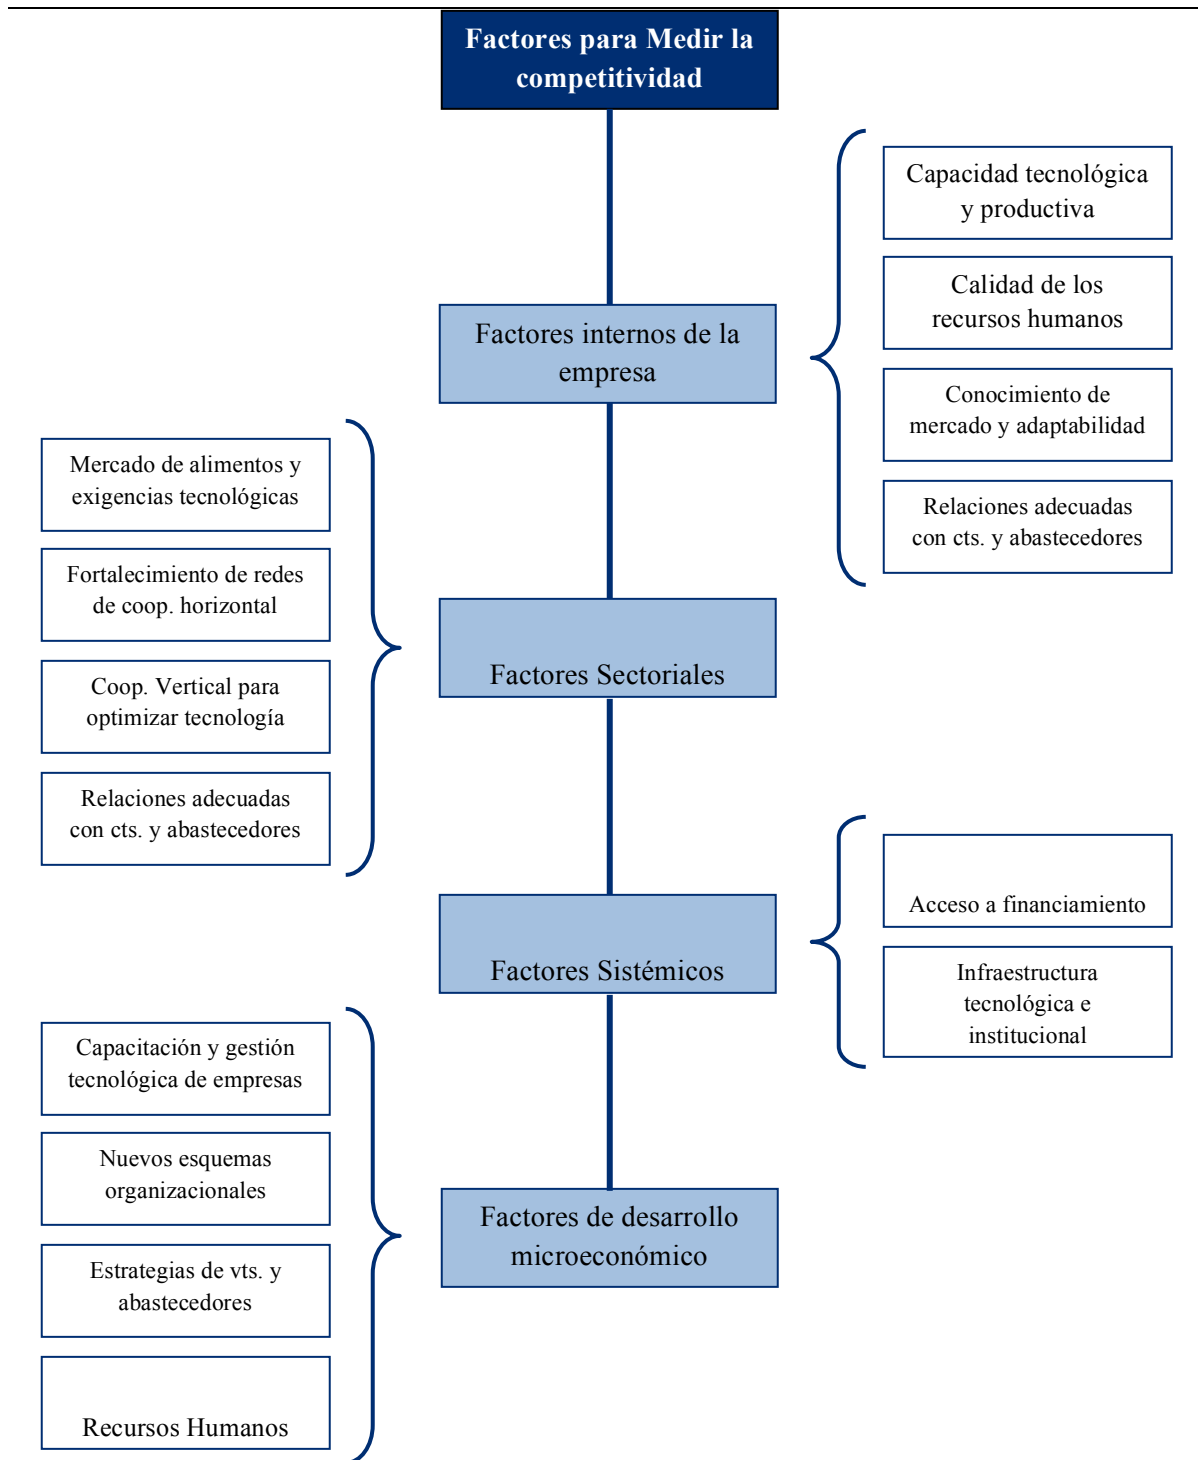 Factores para Medir la
competitividad
Factores internos de la
empresa
Capacidad tecnológica
y productiva
Calidad de los
recursos humanos
Conocimiento de
mercado y adaptabilidad
Relaciones adecuadas
con cts. y abastecedores
Factores Sectoriales
Mercado de alimentos y
exigencias tecnológicas
Fortalecimiento de redes
de coop. horizontal
Coop. Vertical para
optimizar tecnología
Relaciones adecuadas
con cts. y abastecedores
Factores Sistémicos
Acceso a financiamiento
Infraestructura
tecnológica e
institucional
Factores de desarrollo
microeconómico
Capacitación y gestión
tecnológica de empresas
Nuevos esquemas
organizacionales
Estrategias de vts. y
abastecedores
Recursos Humanos